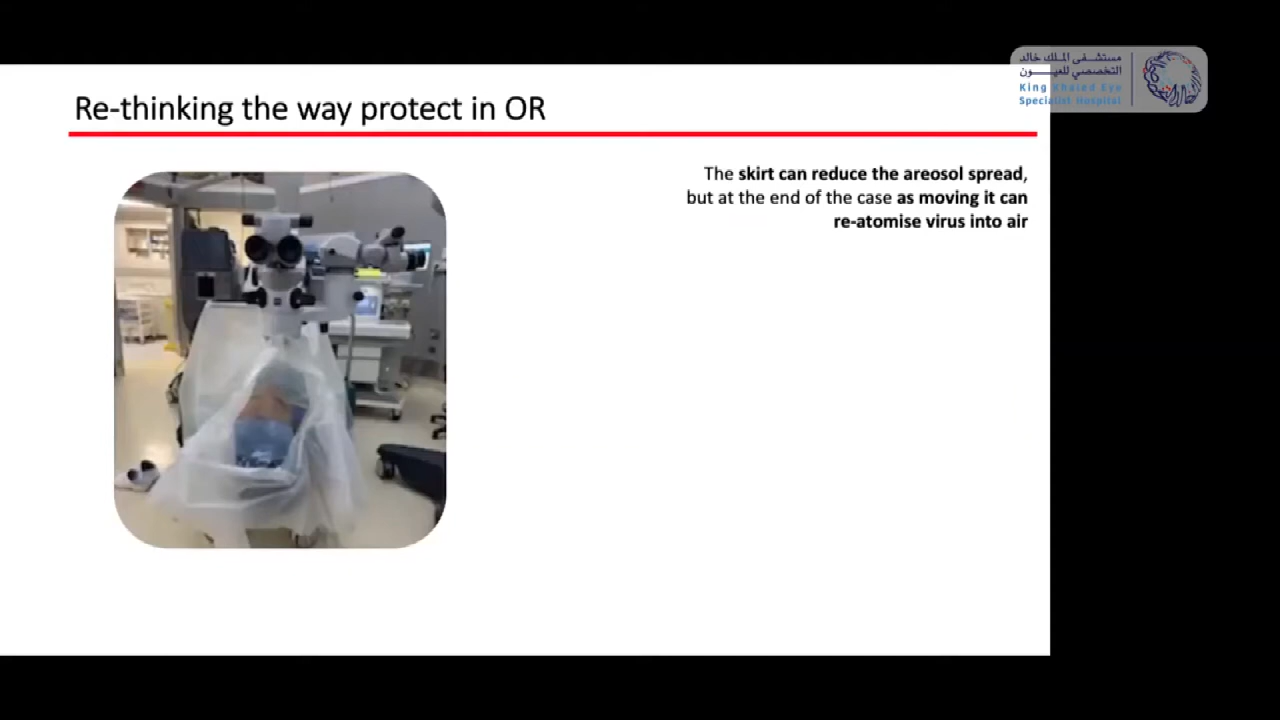 مستشفى الملك خالد
التخصصي للعيون
King Khaled Eye
Specialist Hospital
Re-thinking the way protect in OR
The skirt can reduce the areosol spread,
but at the end of the case as moving it can
re-atomise virus into air